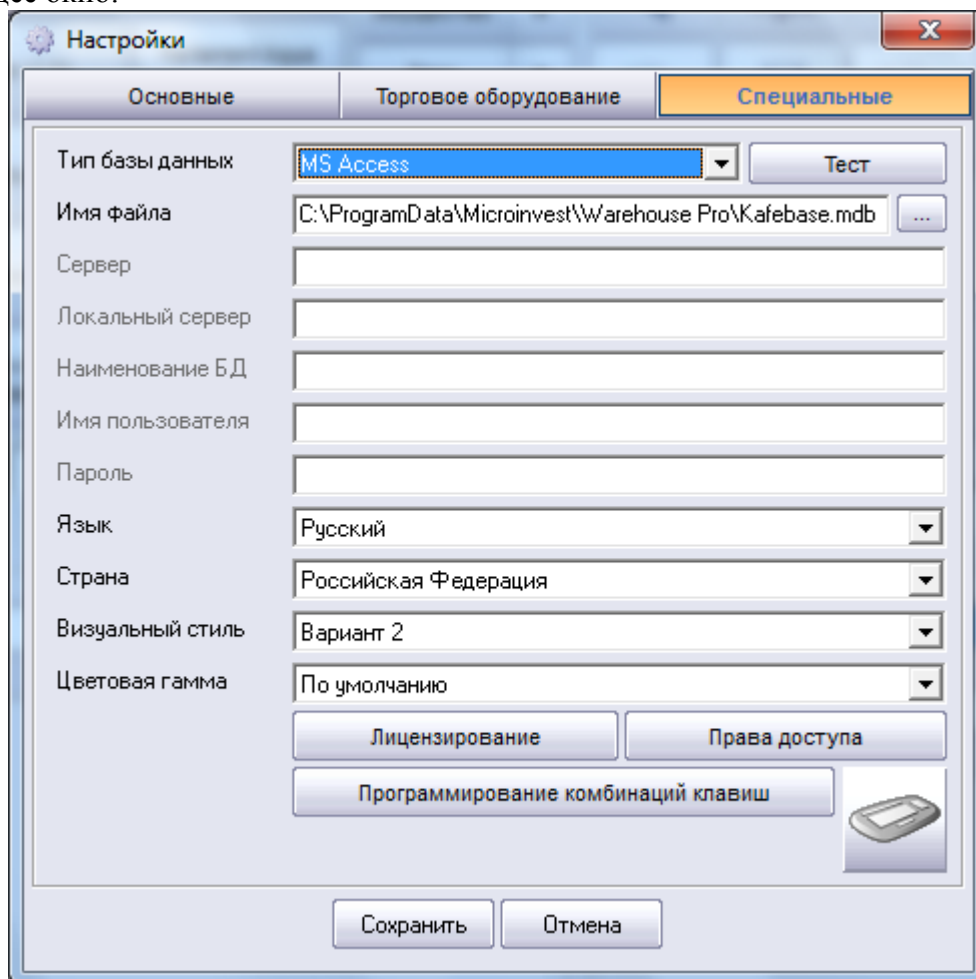 окно.
Настройки
Основные Торговое оборудование Специальные
Тип базы данных MS Access Тест
Имя файла C:\ProgramData\Microinvest\Warehouse Pro\Kafebase.mdb ...
Сервер
Локальный сервер
Наименование БД
Имя пользователя
Пароль
Язык Русский
Страна Российская Федерация
Визуальный стиль Вариант 2
Цветовая гамма По умолчанию
Лицензирование Права доступа
Программирование комбинаций клавиш
Сохранить Отмена